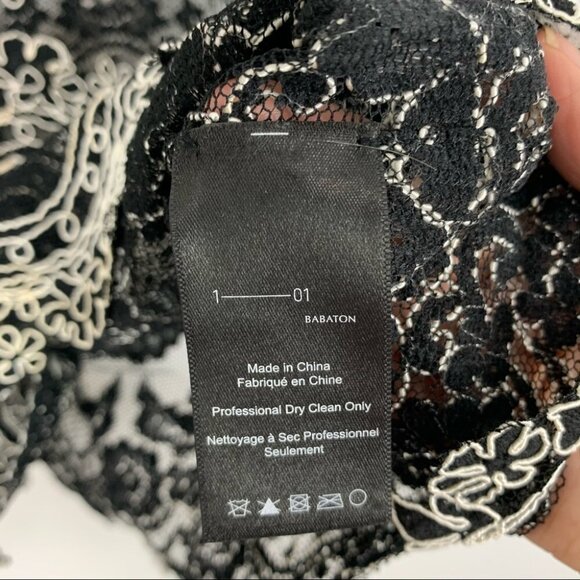 1—01
BABATON
Made in China
Fabriqué en Chine
Professional Dry Clean Only
Nettoyage à Sec Professionnel
Seulement